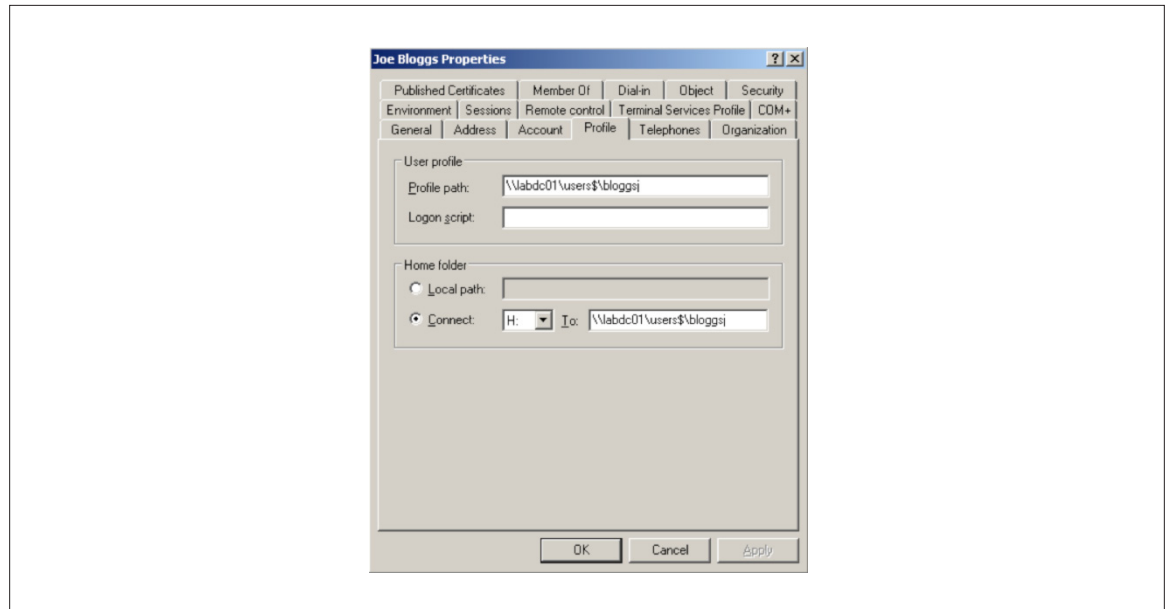 Joe Bloggs Properties
Published Certificates Member Of Dial-in Object Security
Environment Sessions Remote control Terminal Services Profile COM+
General Address Account Profile Telephones Organization
User profile
Profile path: \\labdc01\users$\bloggsj
Logon script:
Home folder
Local path:
Connect: H: To: \\labdc01\users$\bloggsj
OK Cancel Apply